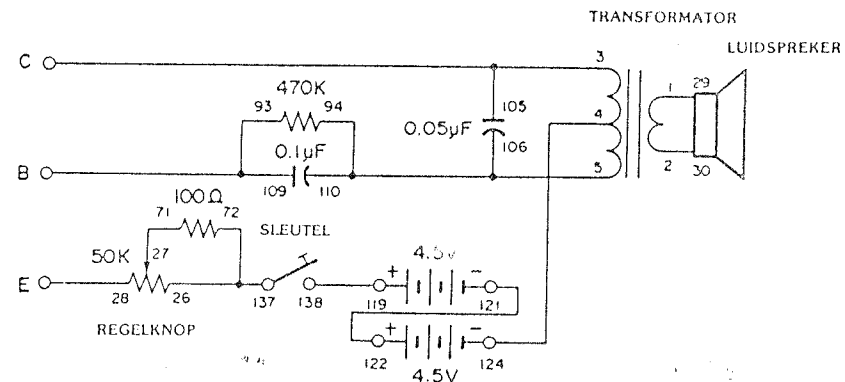 TRANSFORMATOR
LUIDSPREKER
C
3
470K
93
94
105
1
29
0.05µF
4
0.1µF
106
B
109
110
5
2
30
100Ω
71
72
SLEUTEL
27
50K
4.5V
E
+
−
28
26
137
138
119
121
REGELKNOP
+
−
122
124
4.5V